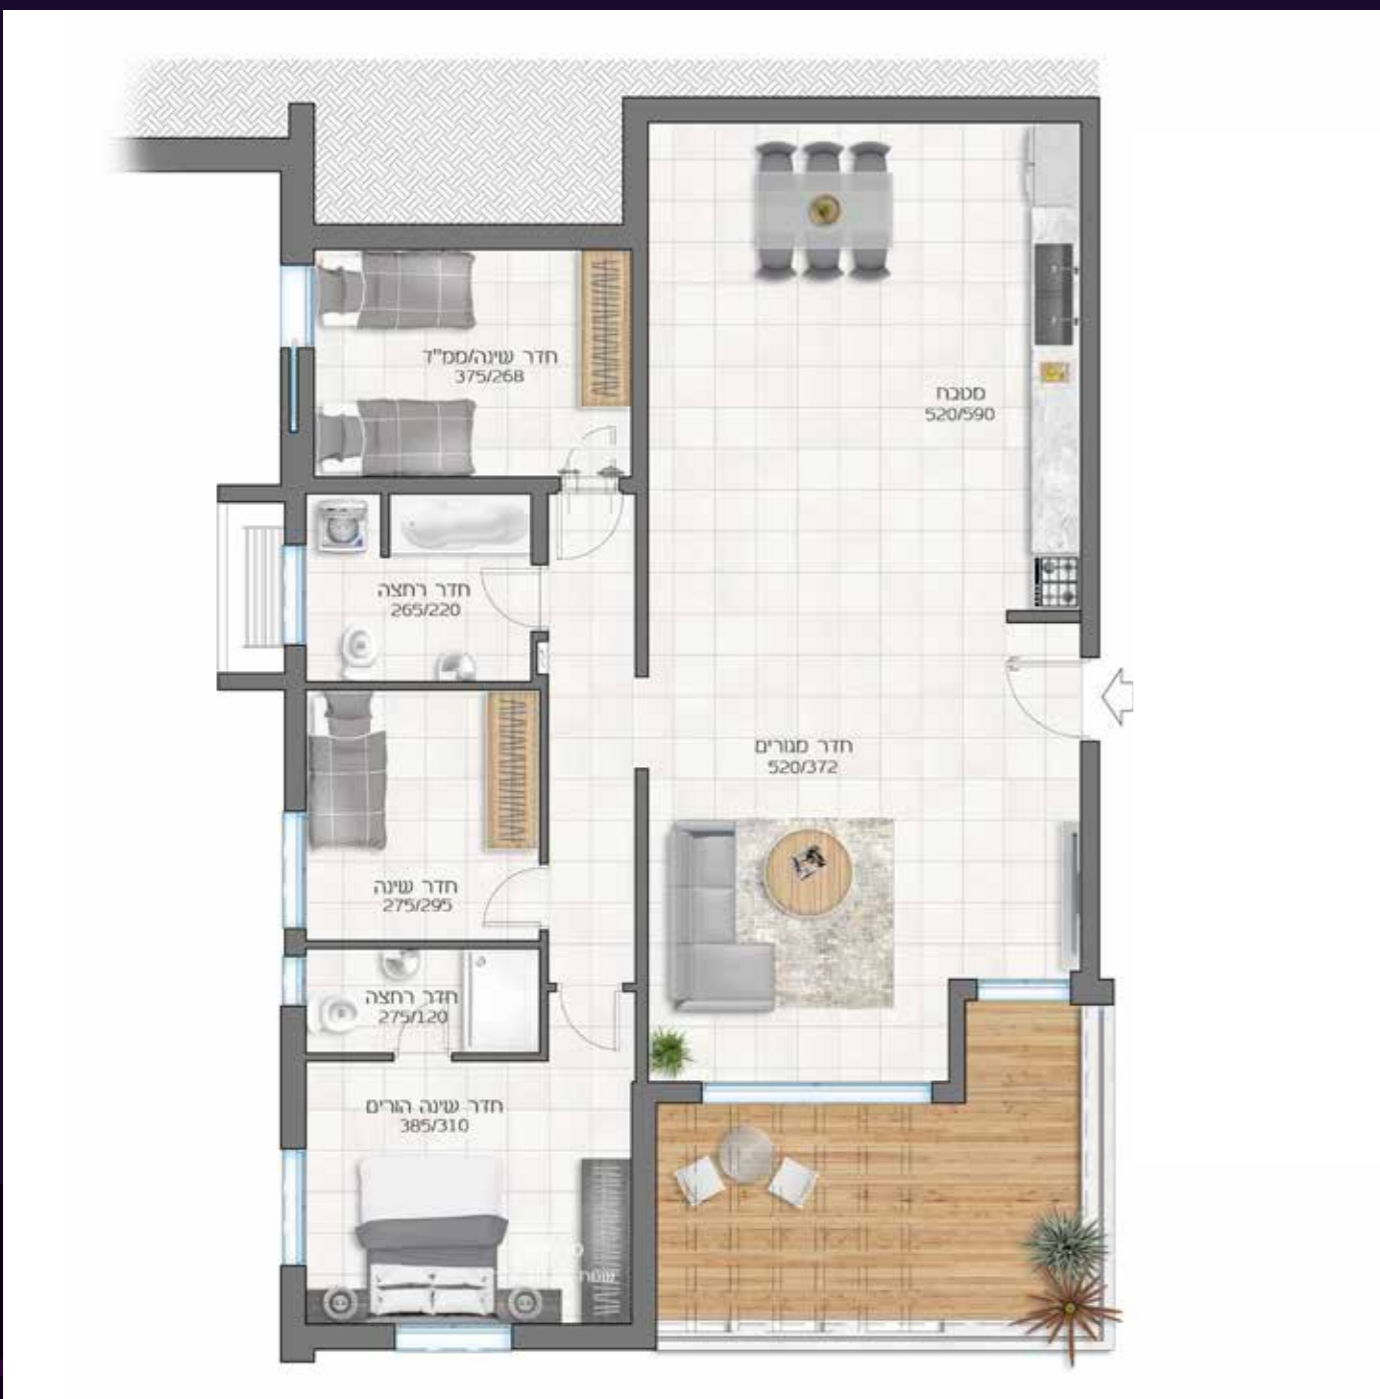 חדר שינה/ממ"ד
375/268
מטבח
520/590
חדר רחצה
265/220
חדר מגורים
520/372
חדר שינה
275/295
חדר רחצה
275/120
חדר שינה הורים
385/310